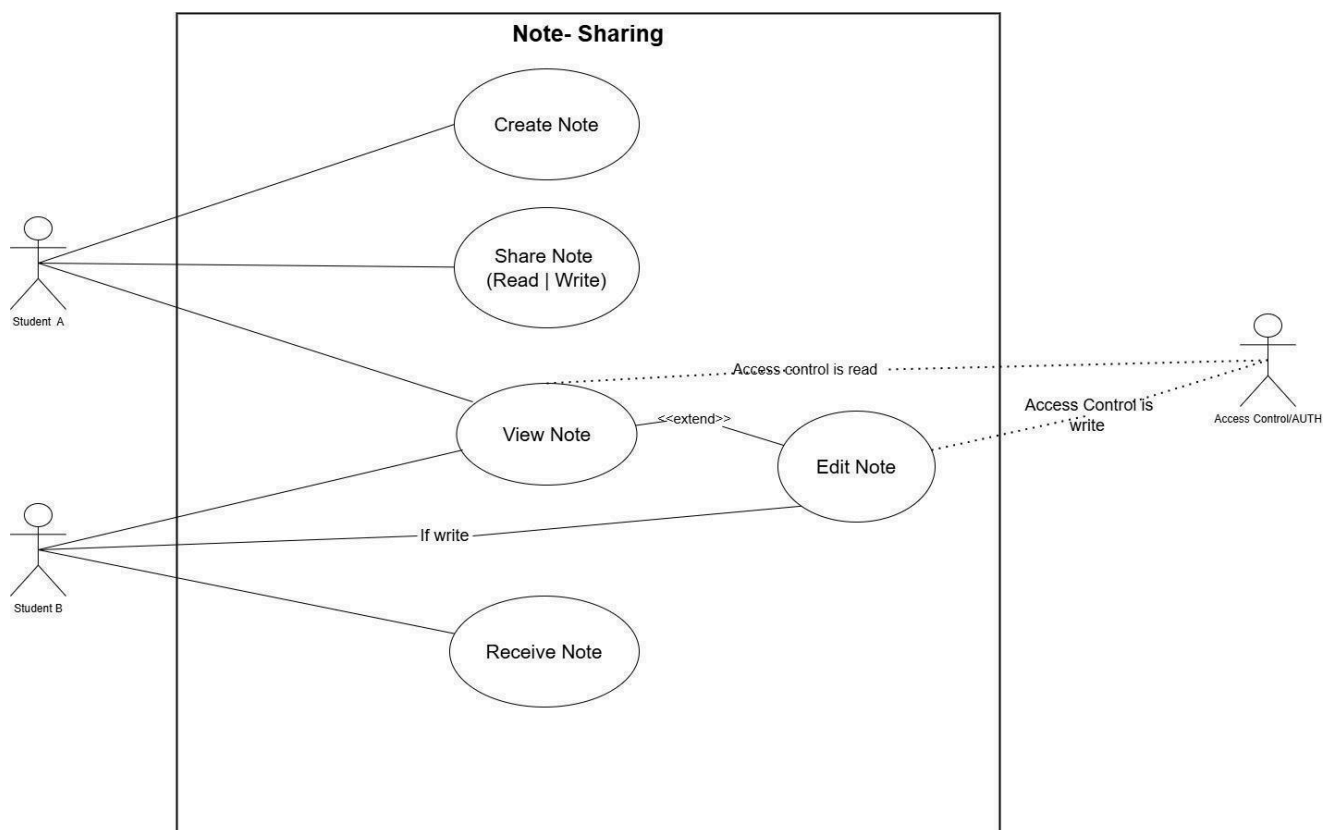 Note- Sharing
Create Note
Share Note
(Read | Write)
Student  A
Access control is read
Access Control/AUTH
<<extend>>
Access Control is
write
View Note
Edit Note
If write
Student B
Receive Note